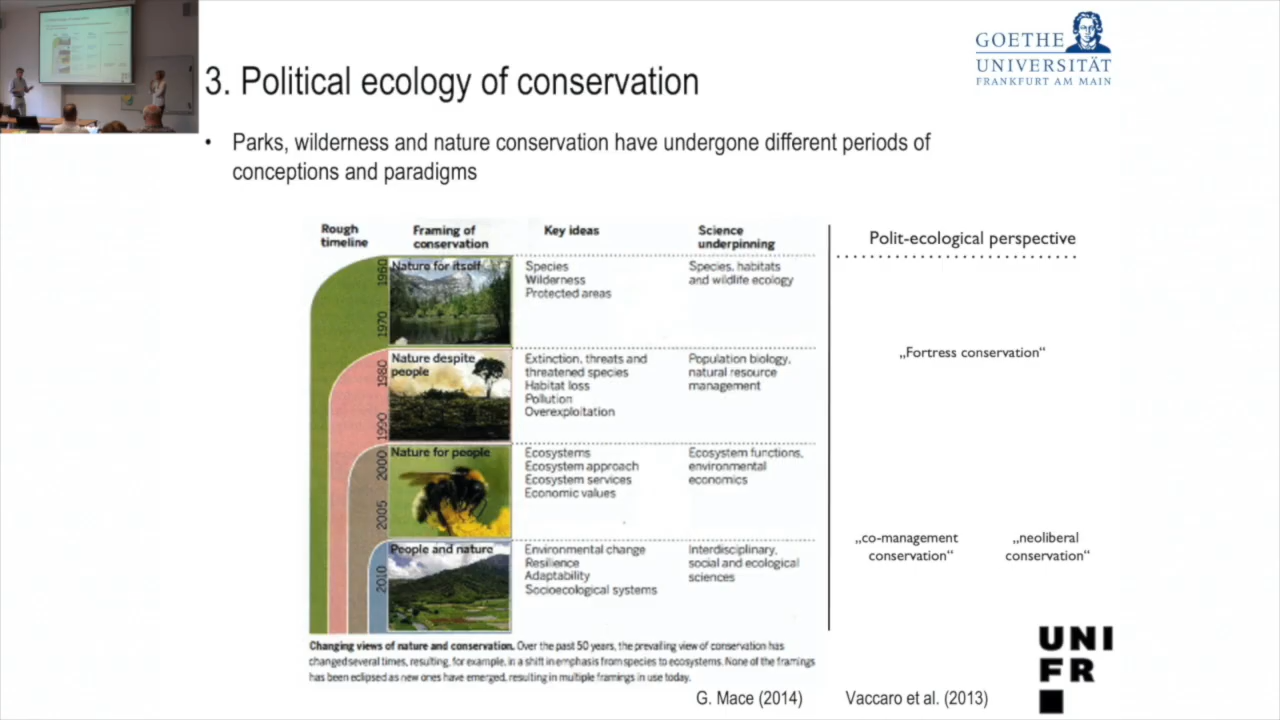 GOETHE
UNIVERSITÄT
FRANKFURT AM MAIN
3. Political ecology of conservation
• Parks, wilderness and nature conservation have undergone different periods of
conceptions and paradigms
Rough
timeline
Framing of
conservation
Key ideas
Science
underpinning
Polit-ecological perspective
1960
1970
Nature for itself
Species
Wilderness
Protected areas
Species, habitats
and wildlife ecology
„Fortress conservation“
1980
1990
Nature despite
people
Extinction, threats and
threatened species
Habitat loss
Pollution
Overexploitation
Population biology,
natural resource
management
2000
2005
Nature for people
Ecosystems
Ecosystem approach
Ecosystem services
Economic values
Ecosystem functions,
environmental
economics
„co-management
conservation“
„neoliberal
conservation“
2010
People and nature
Environmental change
Resilience
Adaptability
Socioecological systems
Interdisciplinary,
social and ecological
sciences
Changing views of nature and conservation. Over the past 50 years, the prevailing view of conservation has
changed several times, resulting, for example, in a shift in emphasis from species to ecosystems. None of the framings
has been eclipsed as new ones have emerged, resulting in multiple framings in use today.
G. Mace (2014)
Vaccaro et al. (2013)
UNI
FR